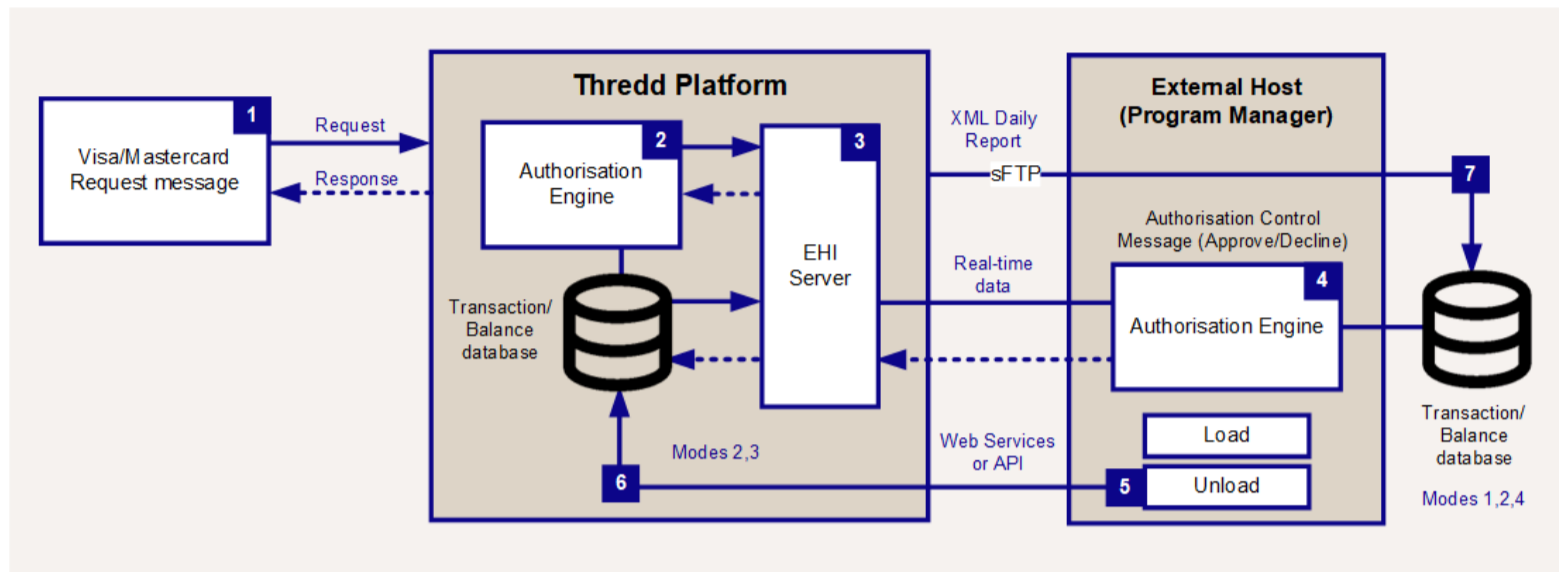 Thredd Platform
External Host
(Program Manager)
1
Visa/Mastercard
Request message
Request
Response
2
Authorisation
Engine
3
EHI
Server
Transaction/
Balance
database
Modes 2,3
6
XML Daily
Report
sFTP
Real-time
data
Web Services
or API
Authorisation Control
Message (Approve/Decline)
4
Authorisation Engine
Load
5
Unload
7
Transaction/
Balance
database
Modes 1,2,4